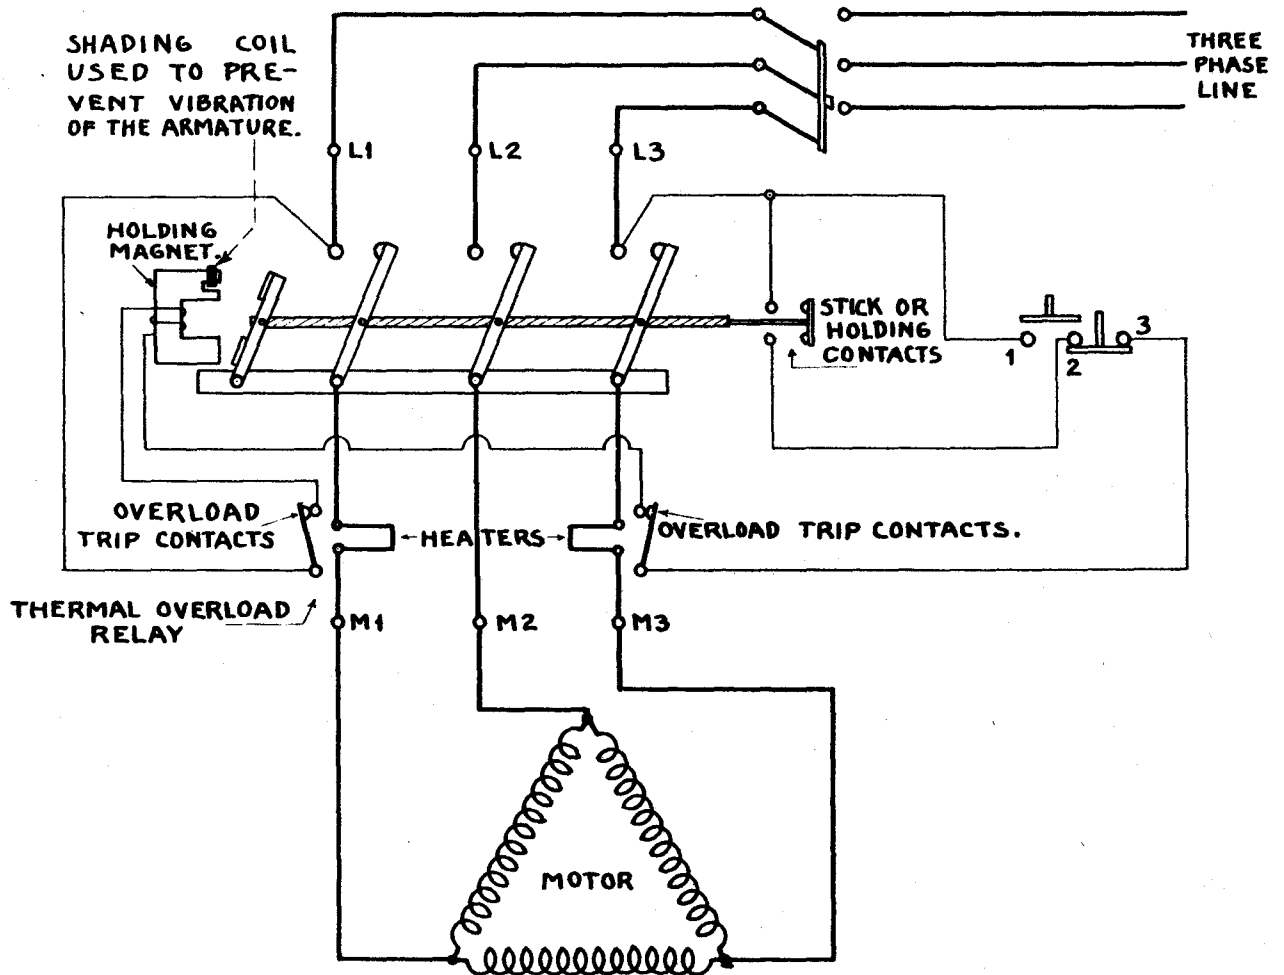 SHADING COIL
USED TO PRE-
VENT VIBRATION
OF THE ARMATURE.
THREE
PHASE
LINE
L1
L2
L3
HOLDING
MAGNET.
STICK OR
HOLDING
CONTACTS
1
2
3
OVERLOAD
TRIP CONTACTS
HEATERS
OVERLOAD TRIP CONTACTS.
THERMAL OVERLOAD
RELAY
M1
M2
M3
MOTOR